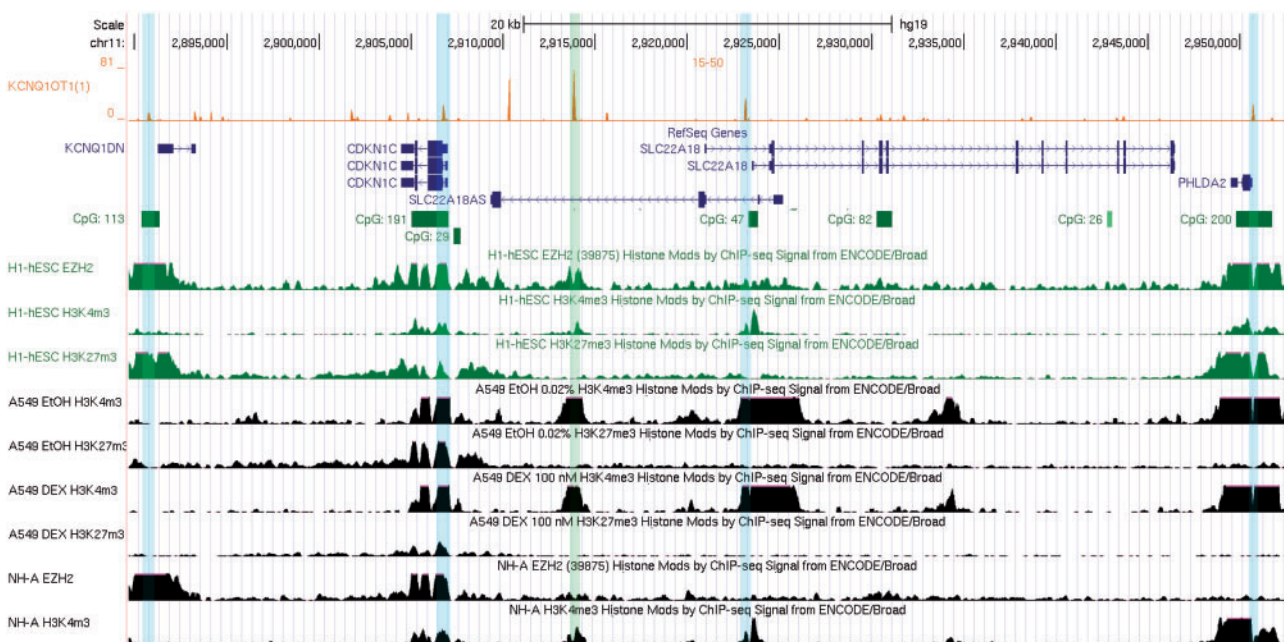 Scale 20 kb hg19
chr11: 2,895,000 2,900,000 2,905,000 2,910,000 2,915,000 2,920,000 2,925,000 2,930,000 2,935,000 2,940,000 2,945,000 2,950,000
81 15-50
KCNQ1OT1(1)
0
RefSeq Genes
KCNQ1DN CDKN1C SLC22A18
CDKN1C SLC22A18
CDKN1C PHLDA2
SLC22A18AS
CpG: 113 CpG: 191 CpG: 47 CpG: 82 CpG: 26 CpG: 200
CpG: 29
H1-hESC EZH2 (39875) Histone Mods by ChIP-seq Signal from ENCODE/Broad
H1-hESC EZH2
H1-hESC H3K4me3 Histone Mods by ChIP-seq Signal from ENCODE/Broad
H1-hESC H3K4m3
H1-hESC H3K27me3 Histone Mods by ChIP-seq Signal from ENCODE/Broad
H1-hESC H3K27m3
A549 EtOH 0.02% H3K4me3 Histone Mods by ChIP-seq Signal from ENCODE/Broad
A549 EtOH H3K4m3
A549 EtOH 0.02% H3K27me3 Histone Mods by ChIP-seq Signal from ENCODE/Broad
A549 EtOH H3K27m3
A549 DEX 100 nM H3K4me3 Histone Mods by ChIP-seq Signal from ENCODE/Broad
A549 DEX H3K4m3
A549 DEX 100 nM H3K27me3 Histone Mods by ChIP-seq Signal from ENCODE/Broad
A549 DEX H3K27m3
NH-A EZH2 (39875) Histone Mods by ChIP-seq Signal from ENCODE/Broad
NH-A EZH2
NH-A H3K4me3 Histone Mods by ChIP-seq Signal from ENCODE/Broad
NH-A H3K4m3